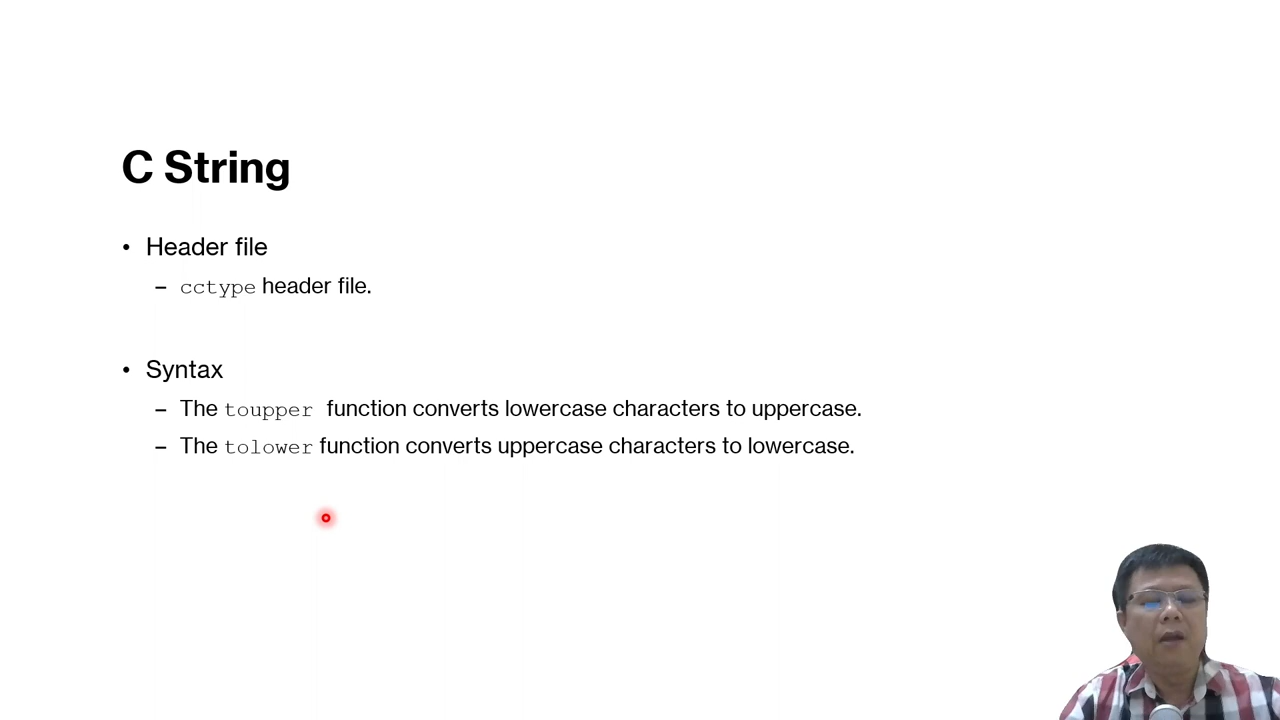 C String
• Header file
– cctype header file.
• Syntax
– The toupper function converts lowercase characters to uppercase.
– The tolower function converts uppercase characters to lowercase.